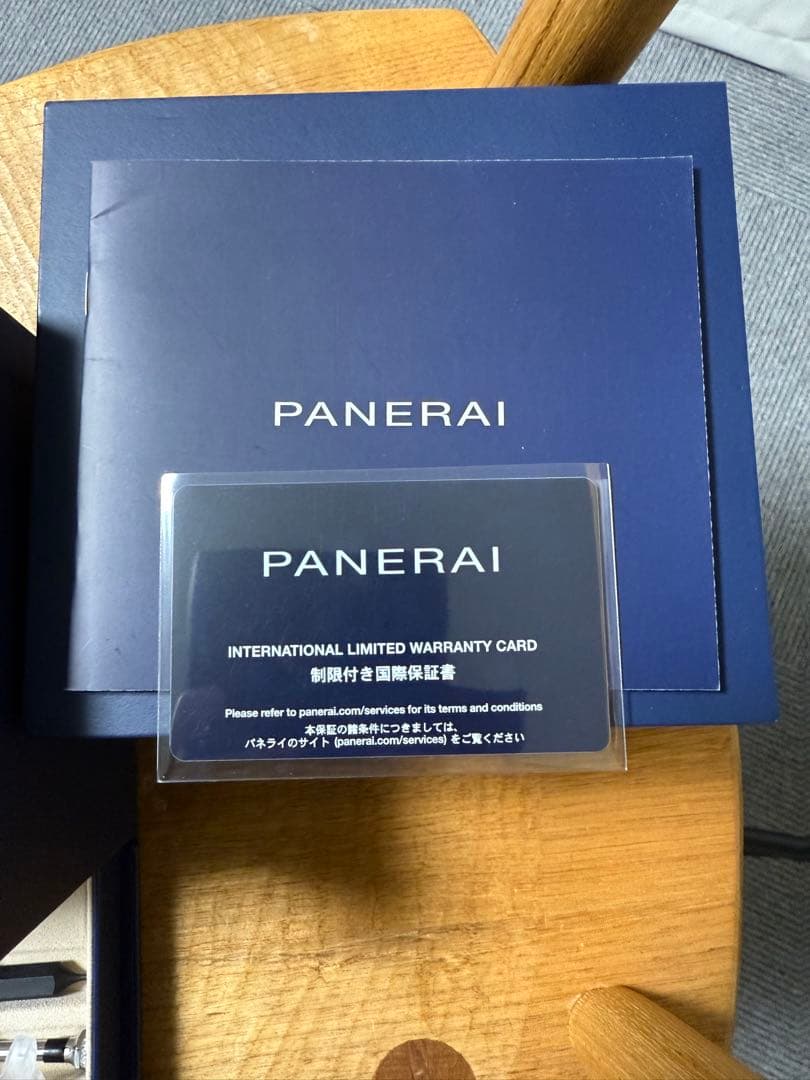 PANERAI
PANERAI
INTERNATIONAL LIMITED WARRANTY CARD
制限付き国際保証書
Please refer to panerai.com/services for its terms and conditions
本保証の諸条件につきましては、
パネライのサイト (panerai.com/services) をご覧ください